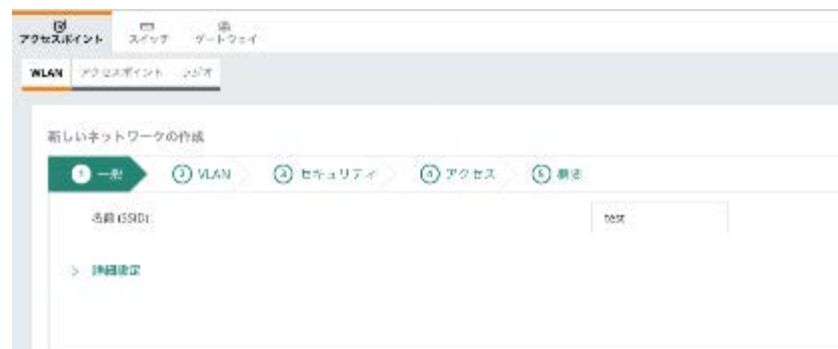 アクセスポイント スイッチ ゲートウェイ
WLAN アクセスポイント ラジオ
新しいネットワークの作成
1 一般 2 VLAN 3 セキュリティ 4 アクセス 5 概要
名前 (SSID): test
> 詳細設定